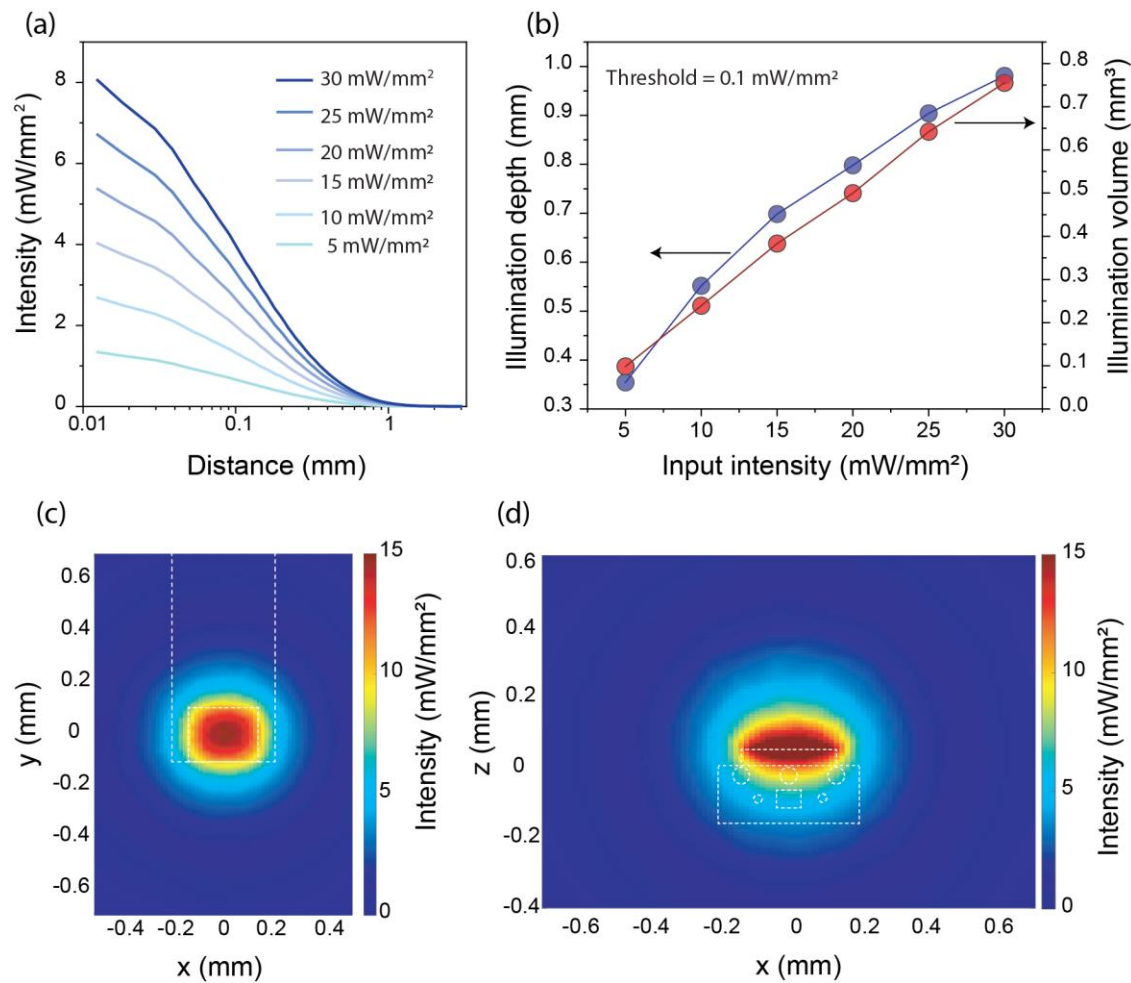 (a)
Intensity (mW/mm²)
8
6
4
2
0
0.01
0.1
1
Distance (mm)
30 mW/mm²
25 mW/mm²
20 mW/mm²
15 mW/mm²
10 mW/mm²
5 mW/mm²
(b)
Threshold = 0.1 mW/mm²
Illumination depth (mm)
1.0
0.9
0.8
0.7
0.6
0.5
0.4
0.3
5
10
15
20
25
30
Input intensity (mW/mm²)
0.8
0.7
0.6
0.5
0.4
0.3
0.2
0.1
0.0
Illumination volume (mm³)
(c)
y (mm)
0.6
0.4
0.2
0
-0.2
-0.4
-0.6
-0.4
-0.2
0
0.2
0.4
x (mm)
15
10
5
0
Intensity (mW/mm²)
(d)
z (mm)
0.6
0.4
0.2
0
-0.2
-0.4
-0.6
-0.4
-0.2
0
0.2
0.4
0.6
x (mm)
15
10
5
0
Intensity (mW/mm²)